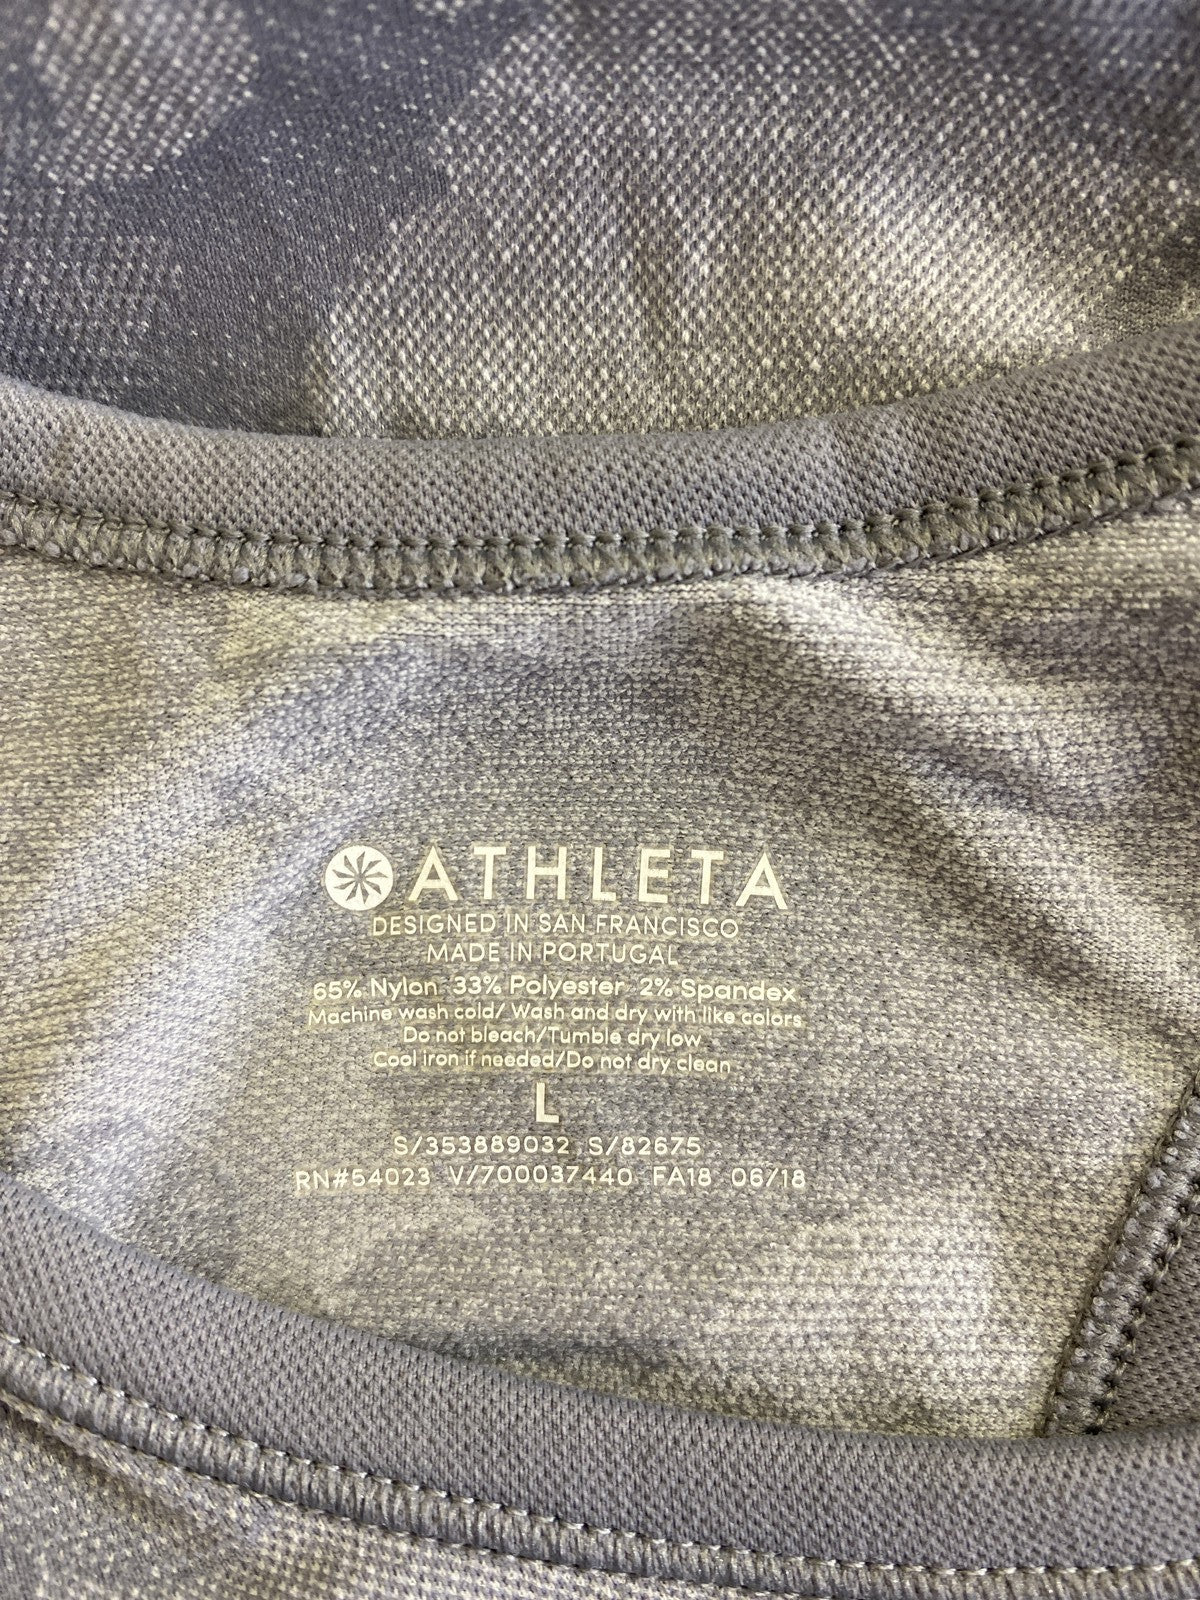 ATHLETA
DESIGNED IN SAN FRANCISCO
MADE IN PORTUGAL
65% Nylon 33% Polyester 2% Spandex
Machine wash cold/ Wash and dry with like colors
Do not bleach/Tumble dry low
Cool iron if needed/Do not dry clean
L
S/353889032 S/82675
RN#54023 V/700037440 FA18 06/18